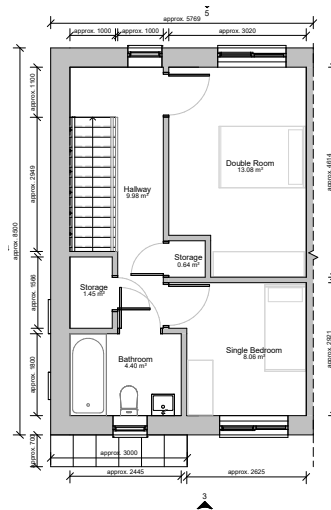 5
approx. 5769
approx. 1000
approx. 1000
approx. 3020
approx. 1100
approx. 2949
approx. 8500
approx. 1566
approx. 1800
approx. 700
approx. 4614
approx. 2921
Double Room
13.08 m²
Hallway
9.98 m²
Storage
0.64 m²
Storage
1.45 m²
Single Bedroom
8.06 m²
Bathroom
4.40 m²
approx. 3000
approx. 2445
approx. 2625
3